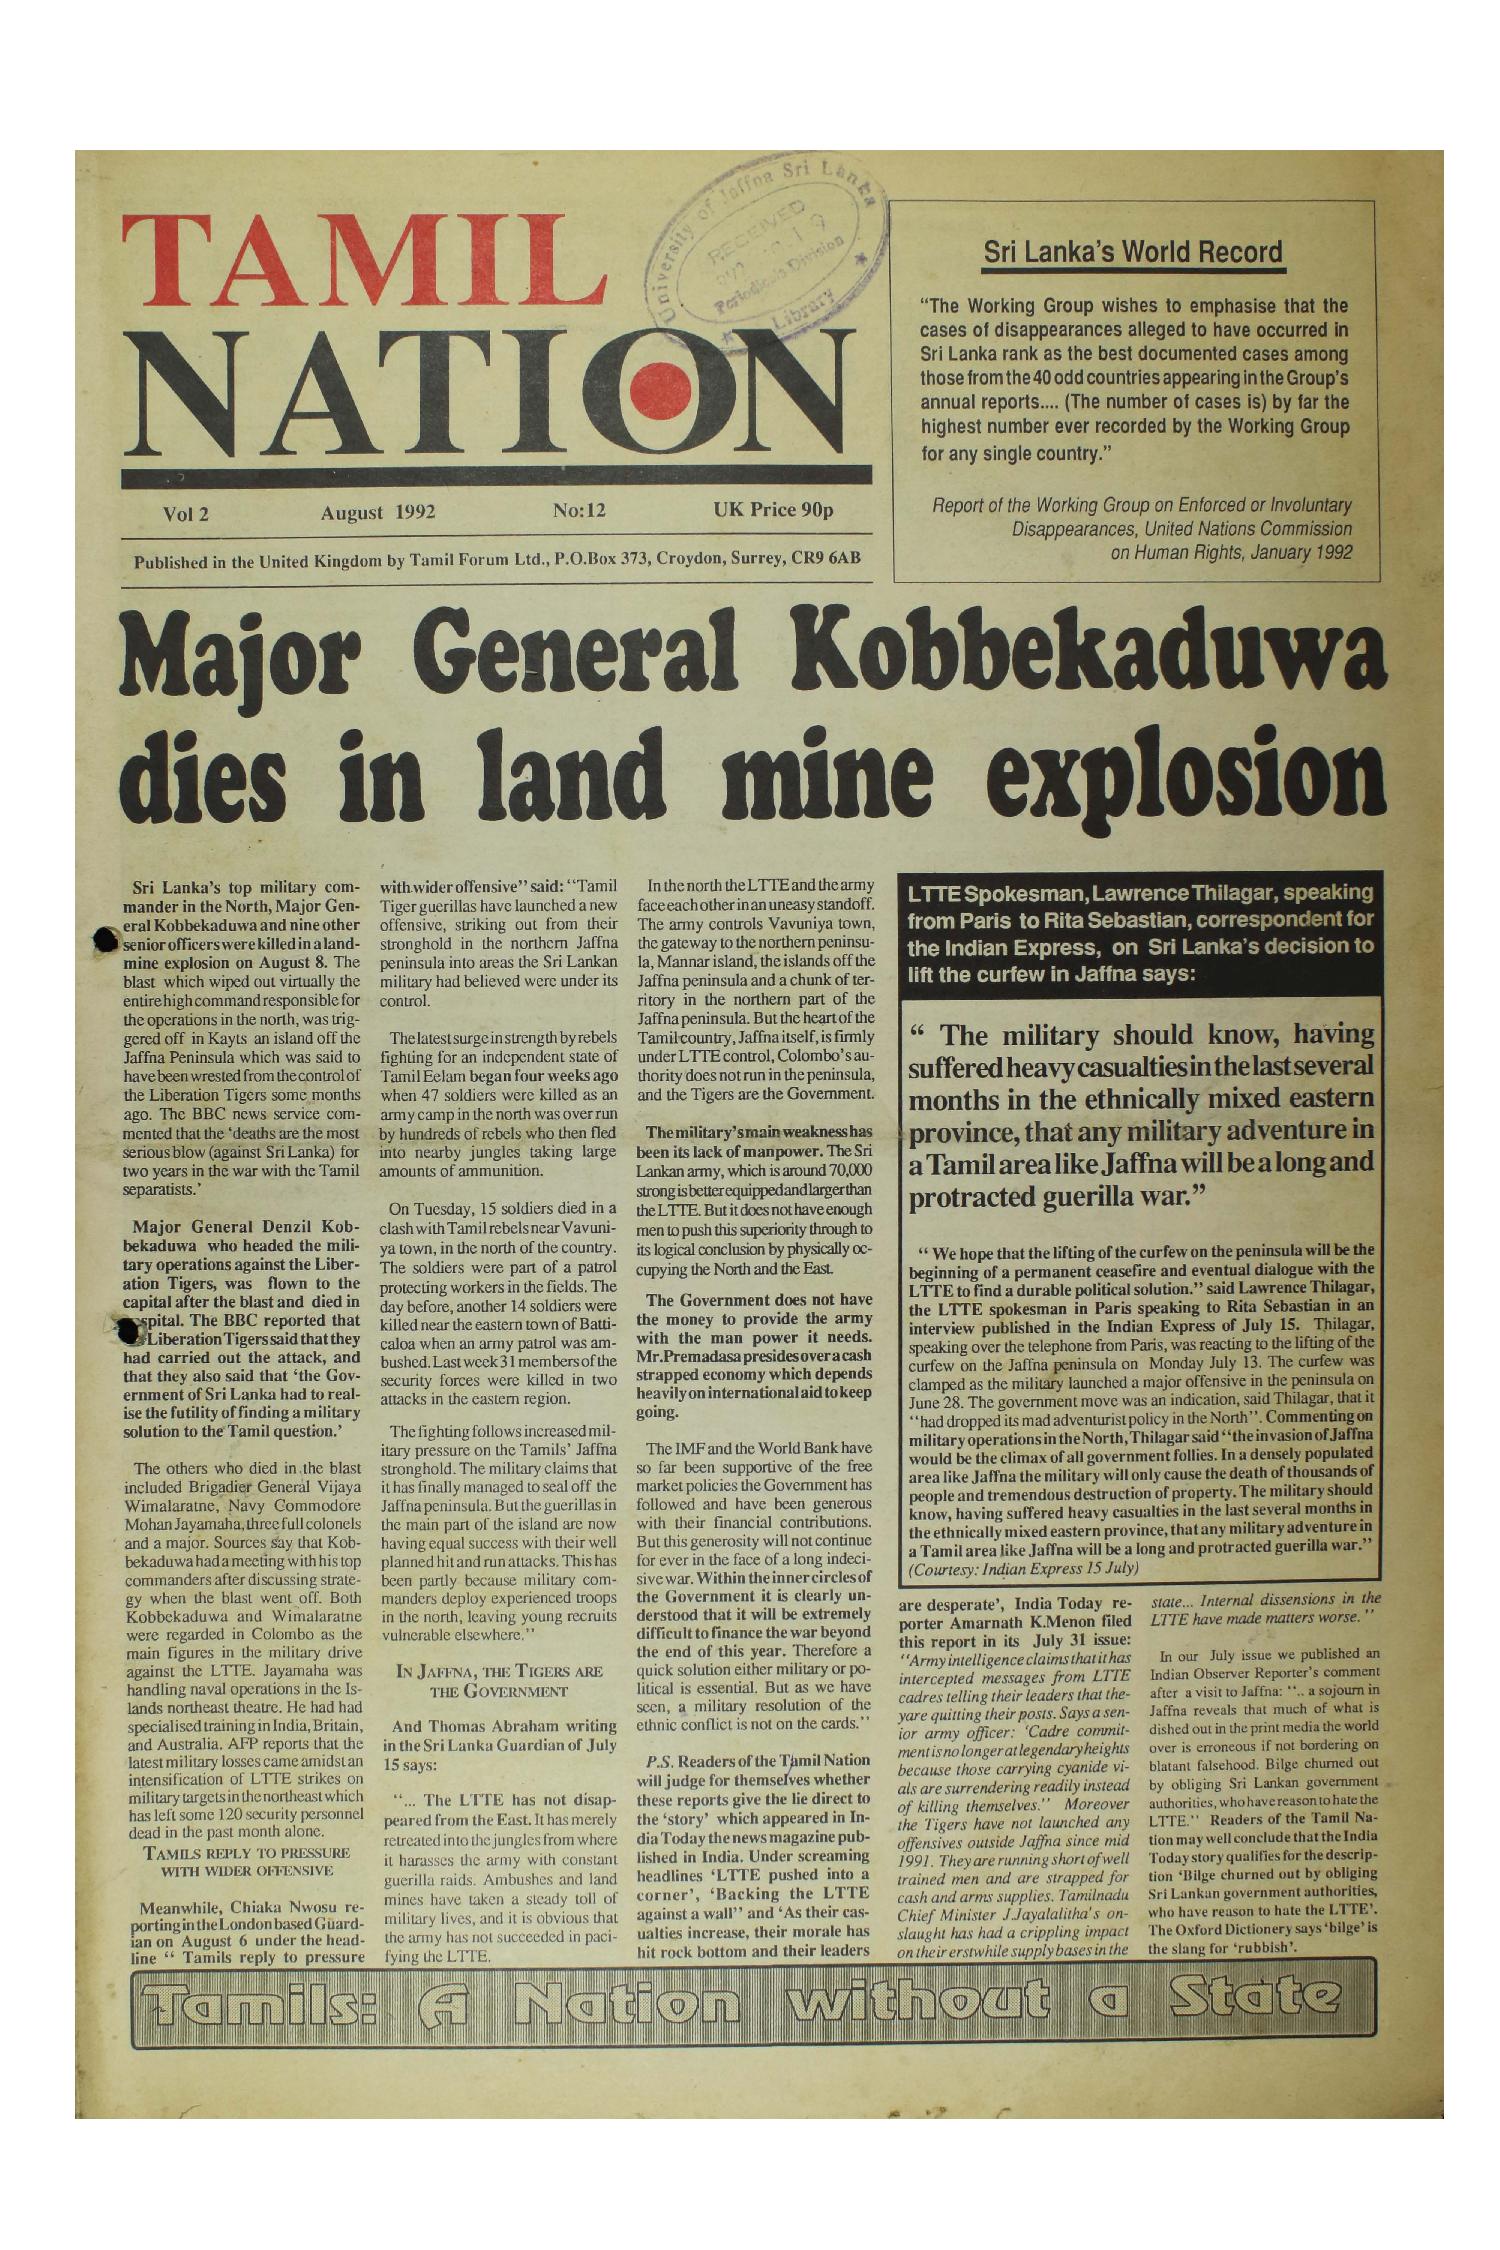 TAMIL
NATION
Vol 2 August 1992 No:12 UK Price 90p
Published in the United Kingdom by Tamil Forum Ltd., P.O.Box 373, Croydon, Surrey, CR9 6AB
University of Jaffna Sri Lanka
RECEIVED
Periodicals Division
Library
Sri Lanka's World Record
“The Working Group wishes to emphasise that the
cases of disappearances alleged to have occurred in
Sri Lanka rank as the best documented cases among
those from the 40 odd countries appearing in the Group's
annual reports.... (The number of cases is) by far the
highest number ever recorded by the Working Group
for any single country.”
Report of the Working Group on Enforced or Involuntary
Disappearances, United Nations Commission
on Human Rights, January 1992
Major General Kobbekaduwa
dies in land mine explosion
Sri Lanka's top military com-
mander in the North, Major Gen-
eral Kobbekaduwa and nine other
senior officers were killed in a land-
mine explosion on August 8. The
blast which wiped out virtually the
entire high command responsible for
the operations in the north, was trig-
gered off in Kayts an island off the
Jaffna Peninsula which was said to
have been wrested from the control of
the Liberation Tigers some months
ago. The BBC news service com-
mented that the ‘deaths are the most
serious blow (against Sri Lanka) for
two years in the war with the Tamil
separatists.’
Major General Denzil Kob-
bekaduwa who headed the mili-
tary operations against the Liber-
ation Tigers, was flown to the
capital after the blast and died in
spital. The BBC reported that
Liberation Tigers said that they
had carried out the attack, and
that they also said that ‘the Gov-
ernment of Sri Lanka had to real-
ise the futility of finding a military
solution to the Tamil question.’
The others who died in the blast
included Brigadier General Vijaya
Wimalaratne, Navy Commodore
Mohan Jayamaha, three full colonels
and a major. Sources say that Kob-
bekaduwa had a meeting with his top
commanders after discussing strate-
gy when the blast went off. Both
Kobbekaduwa and Wimalaratne
were regarded in Colombo as the
main figures in the military drive
against the LTTE. Jayamaha was
handling naval operations in the Is-
lands northeast theatre. He had had
specialised training in India, Britain,
and Australia. AFP reports that the
latest military losses came amidst an
intensification of LTTE strikes on
military targets in the northeast which
has left some 120 security personnel
dead in the past month alone.
TAMILS REPLY TO PRESSURE
WITH WIDER OFFENSIVE
Meanwhile, Chiaka Nwosu re-
porting in the London based Guard-
ian on August 6 under the head-
line “ Tamils reply to pressure
with wider offensive” said: “Tamil
Tiger guerillas have launched a new
offensive, striking out from their
stronghold in the northern Jaffna
peninsula into areas the Sri Lankan
military had believed were under its
control.
The latest surge in strength by rebels
fighting for an independent state of
Tamil Eelam began four weeks ago
when 47 soldiers were killed as an
army camp in the north was over run
by hundreds of rebels who then fled
into nearby jungles taking large
amounts of ammunition.
On Tuesday, 15 soldiers died in a
clash with Tamil rebels near Vavuni-
ya town, in the north of the country.
The soldiers were part of a patrol
protecting workers in the fields. The
day before, another 14 soldiers were
killed near the eastern town of Batti-
caloa when an army patrol was am-
bushed. Last week 31 members of the
security forces were killed in two
attacks in the eastern region.
The fighting follows increased mil-
itary pressure on the Tamils' Jaffna
stronghold. The military claims that
it has finally managed to seal off the
Jaffna peninsula. But the guerillas in
the main part of the island are now
having equal success with their well
planned hit and run attacks. This has
been partly because military com-
manders deploy experienced troops
in the north, leaving young recruits
vulnerable elsewhere.”
IN JAFFNA, THE TIGERS ARE
THE GOVERNMENT
And Thomas Abraham writing
in the Sri Lanka Guardian of July
15 says:
“... The LTTE has not disap-
peared from the East. It has merely
retreated into the jungles from where
it harasses the army with constant
guerilla raids. Ambushes and land
mines have taken a steady toll of
military lives, and it is obvious that
the army has not succeeded in paci-
fying the LTTE.
In the north the LTTE and the army
face each other in an uneasy standoff.
The army controls Vavuniya town,
the gateway to the northern peninsu-
la, Mannar island, the islands off the
Jaffna peninsula and a chunk of ter-
ritory in the northern part of the
Jaffna peninsula. But the heart of the
Tamil country, Jaffna itself, is firmly
under LTTE control, Colombo's au-
thority does not run in the peninsula,
and the Tigers are the Government.
The military's main weakness has
been its lack of manpower. The Sri
Lankan army, which is around 70,000
strong is better equipped and larger than
the LTTE. But it does not have enough
men to push this superiority through to
its logical conclusion by physically oc-
cupying the North and the East.
The Government does not have
the money to provide the army
with the man power it needs.
Mr.Premadasa presides over a cash
strapped economy which depends
heavily on international aid to keep
going.
The IMF and the World Bank have
so far been supportive of the free
market policies the Government has
followed and have been generous
with their financial contributions.
But this generosity will not continue
for ever in the face of a long indeci-
sive war. Within the inner circles of
the Government it is clearly un-
derstood that it will be extremely
difficult to finance the war beyond
the end of this year. Therefore a
quick solution either military or po-
litical is essential. But as we have
seen, a military resolution of the
ethnic conflict is not on the cards.”
P.S. Readers of the Tamil Nation
will judge for themselves whether
these reports give the lie direct to
the ‘story’ which appeared in In-
dia Today the news magazine pub-
lished in India. Under screaming
headlines ‘LTTE pushed into a
corner’, ‘Backing the LTTE
against a wall” and ‘As their cas-
ualties increase, their morale has
hit rock bottom and their leaders
LTTE Spokesman, Lawrence Thilagar, speaking
from Paris to Rita Sebastian, correspondent for
the Indian Express, on Sri Lanka's decision to
lift the curfew in Jaffna says:
“ The military should know, having
suffered heavy casualties in the last several
months in the ethnically mixed eastern
province, that any military adventure in
a Tamil area like Jaffna will be a long and
protracted guerilla war.”
“ We hope that the lifting of the curfew on the peninsula will be the
beginning of a permanent ceasefire and eventual dialogue with the
LTTE to find a durable political solution.” said Lawrence Thilagar,
the LTTE spokesman in Paris speaking to Rita Sebastian in an
interview published in the Indian Express of July 15. Thilagar,
speaking over the telephone from Paris, was reacting to the lifting of the
curfew on the Jaffna peninsula on Monday July 13. The curfew was
clamped as the military launched a major offensive in the peninsula on
June 28. The government move was an indication, said Thilagar, that it
“had dropped its mad adventurist policy in the North”. Commenting on
military operations in the North, Thilagar said “the invasion of Jaffna
would be the climax of all government follies. In a densely populated
area like Jaffna the military will only cause the death of thousands of
people and tremendous destruction of property. The military should
know, having suffered heavy casualties in the last several months in
the ethnically mixed eastern province, that any military adventure in
a Tamil area like Jaffna will be a long and protracted guerilla war.”
(Courtesy: Indian Express 15 July)
are desperate’, India Today re-
porter Amarnath K.Menon filed
this report in its July 31 issue:
“Army intelligence claims that it has
intercepted messages from LTTE
cadres telling their leaders that the-
yare quitting their posts. Says a sen-
ior army officer: ‘Cadre commit-
ment is no longer at legendary heights
because those carrying cyanide vi-
als are surrendering readily instead
of killing themselves.” Moreover
the Tigers have not launched any
offensives outside Jaffna since mid
1991. They are running short of well
trained men and are strapped for
cash and arms supplies. Tamilnadu
Chief Minister J.Jayalalitha's on-
slaught has had a crippling impact
on their erstwhile supply bases in the
state... Internal dissensions in the
LTTE have made matters worse. ”
In our July issue we published an
Indian Observer Reporter's comment
after a visit to Jaffna: “.. a sojourn in
Jaffna reveals that much of what is
dished out in the print media the world
over is erroneous if not bordering on
blatant falsehood. Bilge churned out
by obliging Sri Lankan government
authorities, who have reason to hate the
LTTE.” Readers of the Tamil Na-
tion may well conclude that the India
Today story qualifies for the descrip-
tion ‘Bilge churned out by obliging
Sri Lankan government authorities,
who have reason to hate the LTTE’.
The Oxford Dictionery says ‘bilge’ is
the slang for ‘rubbish’.
Tamils: A Nation without a State